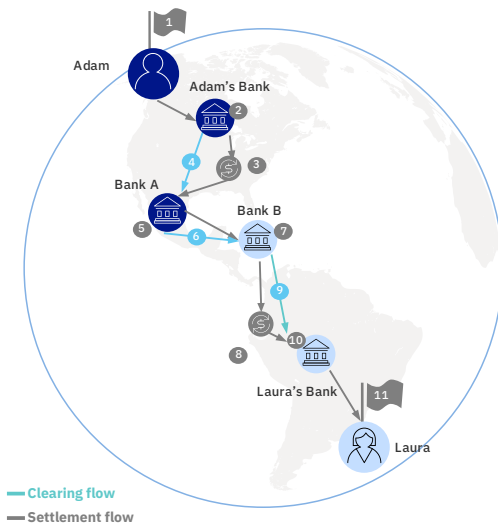 1
Adam
Adam's Bank
2
4
3
Bank A
Bank B
5
6
7
9
$
10
8
11
Laura's Bank
Laura
Clearing flow
Settlement flow